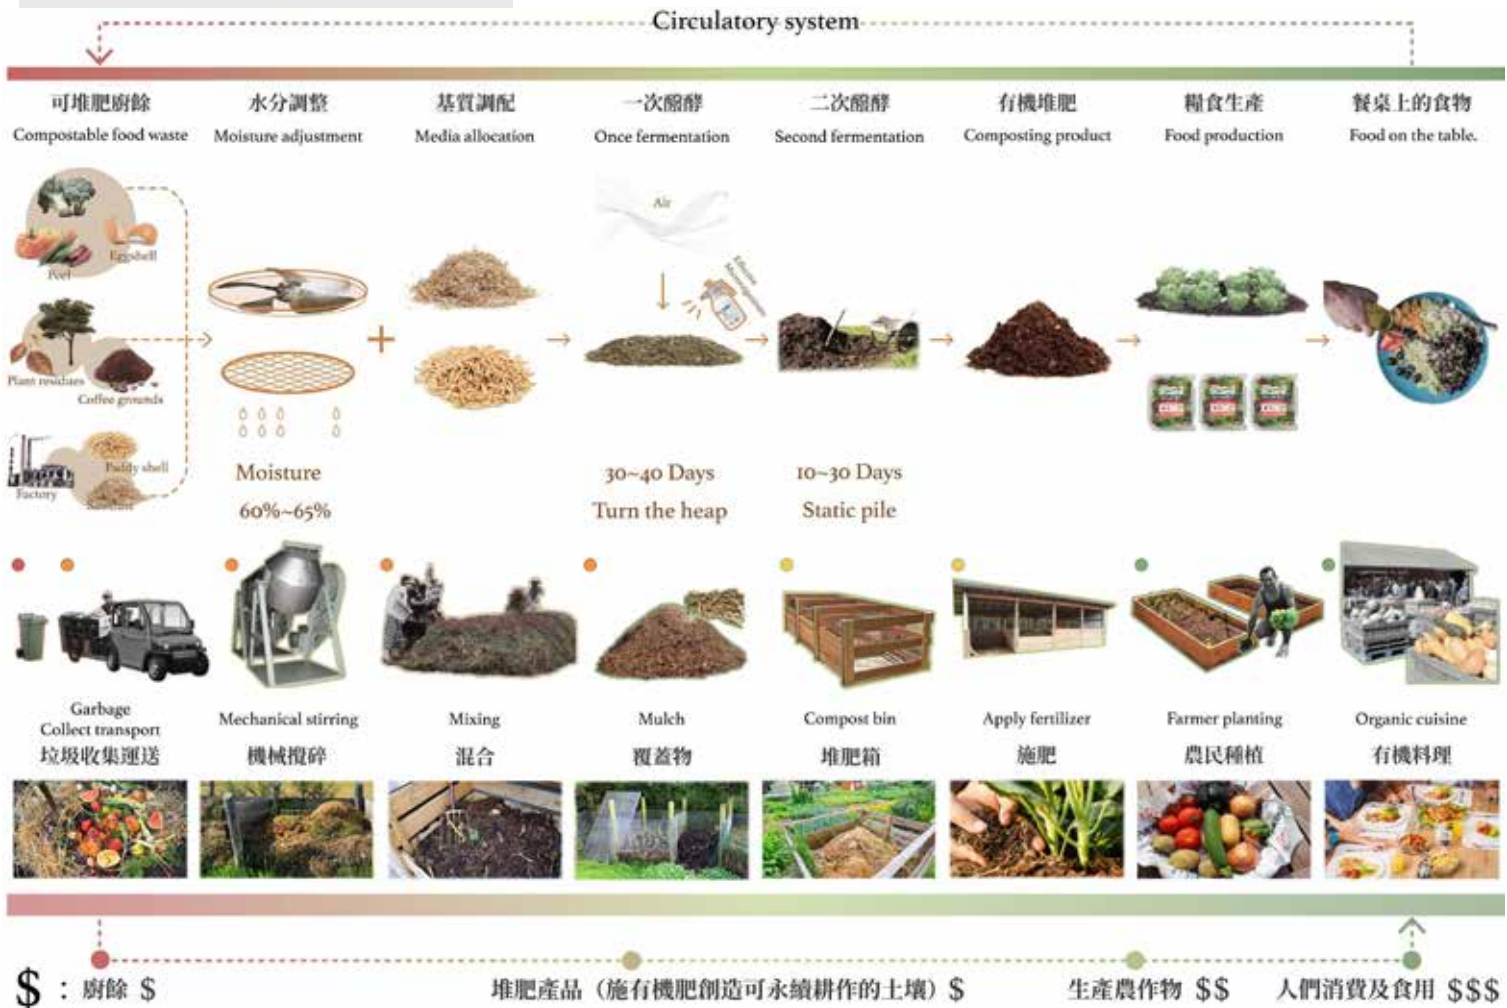 Circulatory system
可堆肥廚餘 水分調整 基質調配 一次醱酵 二次醱酵 有機堆肥 糧食生產 餐桌上的食物
Compostable food waste Moisture adjustment Media allocation Once fermentation Second fermentation Composting product Food production Food on the table.
Air
Eggshell
Peel
Effective Microorganisms
Plant residues
Coffee grounds
Paddy shell
Factory
Sawdust
Moisture
60%~65%
30~40 Days
Turn the heap
10~30 Days
Static pile
Garbage
Collect transport Mechanical stirring Mixing Mulch Compost bin Apply fertilizer Farmer planting Organic cuisine
垃圾收集運送 機械攪碎 混合 覆蓋物 堆肥箱 施肥 農民種植 有機料理
$ : 廚餘 $ 堆肥產品（施有機肥創造可永續耕作的土壤）$ 生產農作物 $$ 人們消費及食用 $$$